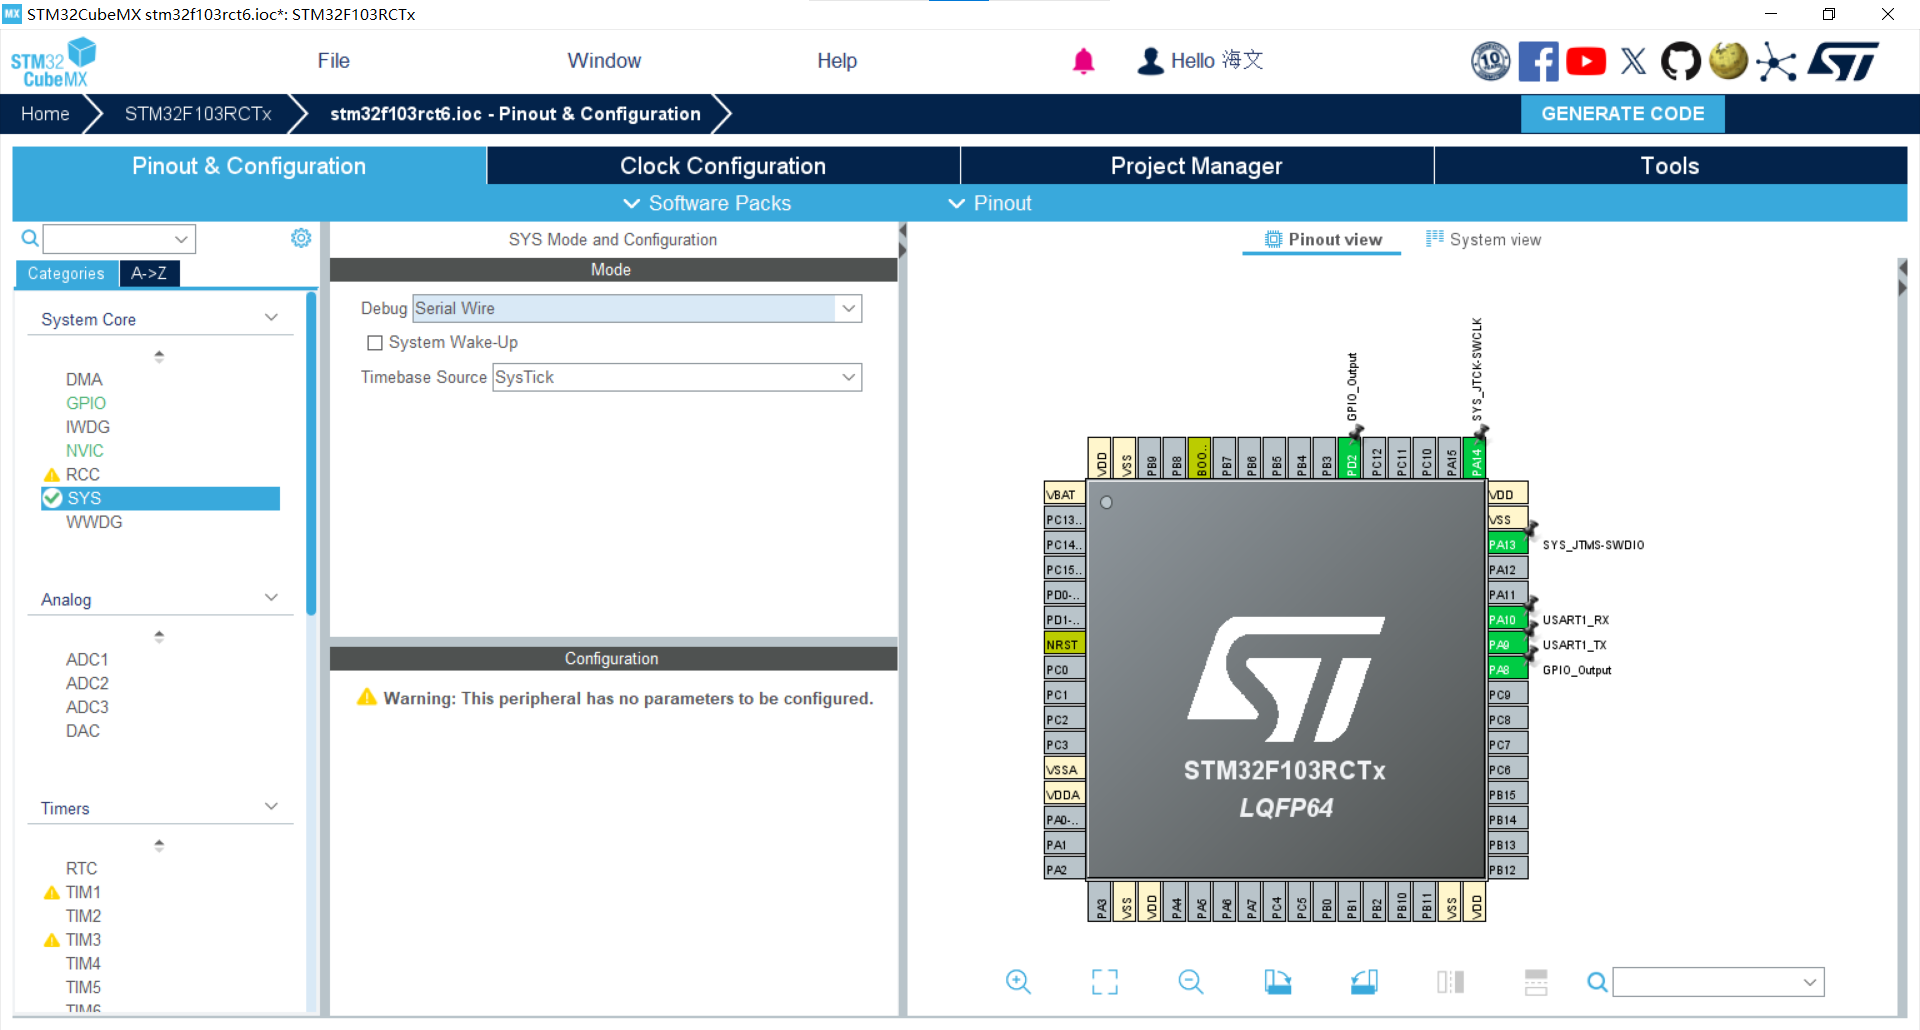 STM32CubeMX stm32f103rct6.ioc*: STM32F103RCTx
STM32 CubeMX
File
Window
Help
10
Hello 海文
Home
STM32F103RCTx
stm32f103rct6.ioc - Pinout & Configuration
GENERATE CODE
Pinout & Configuration
Clock Configuration
Project Manager
Tools
Software Packs
Pinout
Categories
A->Z
System Core
DMA
GPIO
IWDG
NVIC
RCC
SYS
WWDG
Analog
ADC1
ADC2
ADC3
DAC
Timers
RTC
TIM1
TIM2
TIM3
TIM4
TIM5
TIM6
SYS Mode and Configuration
Mode
Debug Serial Wire
System Wake-Up
Timebase Source SysTick
Configuration
Warning: This peripheral has no parameters to be configured.
Pinout view
System view
GPIO_Output
SYS_JTCK-SWCLK
VDD
VSS
PB9
PB8
BOO..
PB7
PB6
PB5
PB4
PB3
PD2
PC12
PC11
PC10
PA15
PA14
VBAT
PC13..
PC14..
PC15..
PD0-..
PD1-..
NRST
PC0
PC1
PC2
PC3
VSSA
VDDA
PA0-..
PA1
PA2
VDD
VSS
PA13 SYS_JTMS-SWDIO
PA12
PA11
PA10 USART1_RX
PA9 USART1_TX
PA8 GPIO_Output
PC9
PC8
PC7
PC6
PB15
PB14
PB13
PB12
STM32F103RCTx
LQFP64
PA3
VSS
VDD
PA4
PA5
PA6
PA7
PC4
PC5
PB0
PB1
PB2
PB10
PB11
VSS
VDD